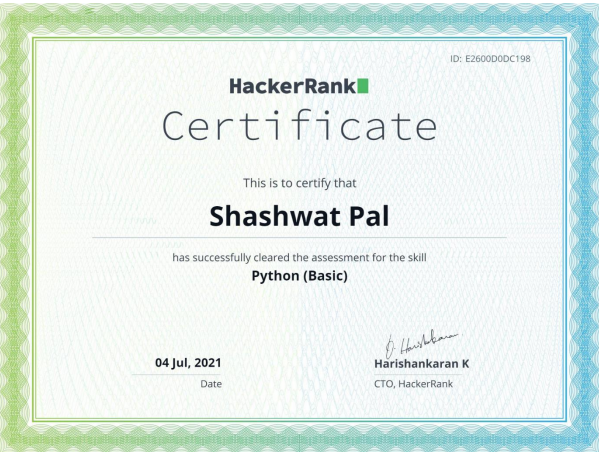 ID: E2600D0DC198
HackerRank
Certificate
This is to certify that
Shashwat Pal
has successfully cleared the assessment for the skill
Python (Basic)
04 Jul, 2021
Date
Harishankaran K
CTO, HackerRank